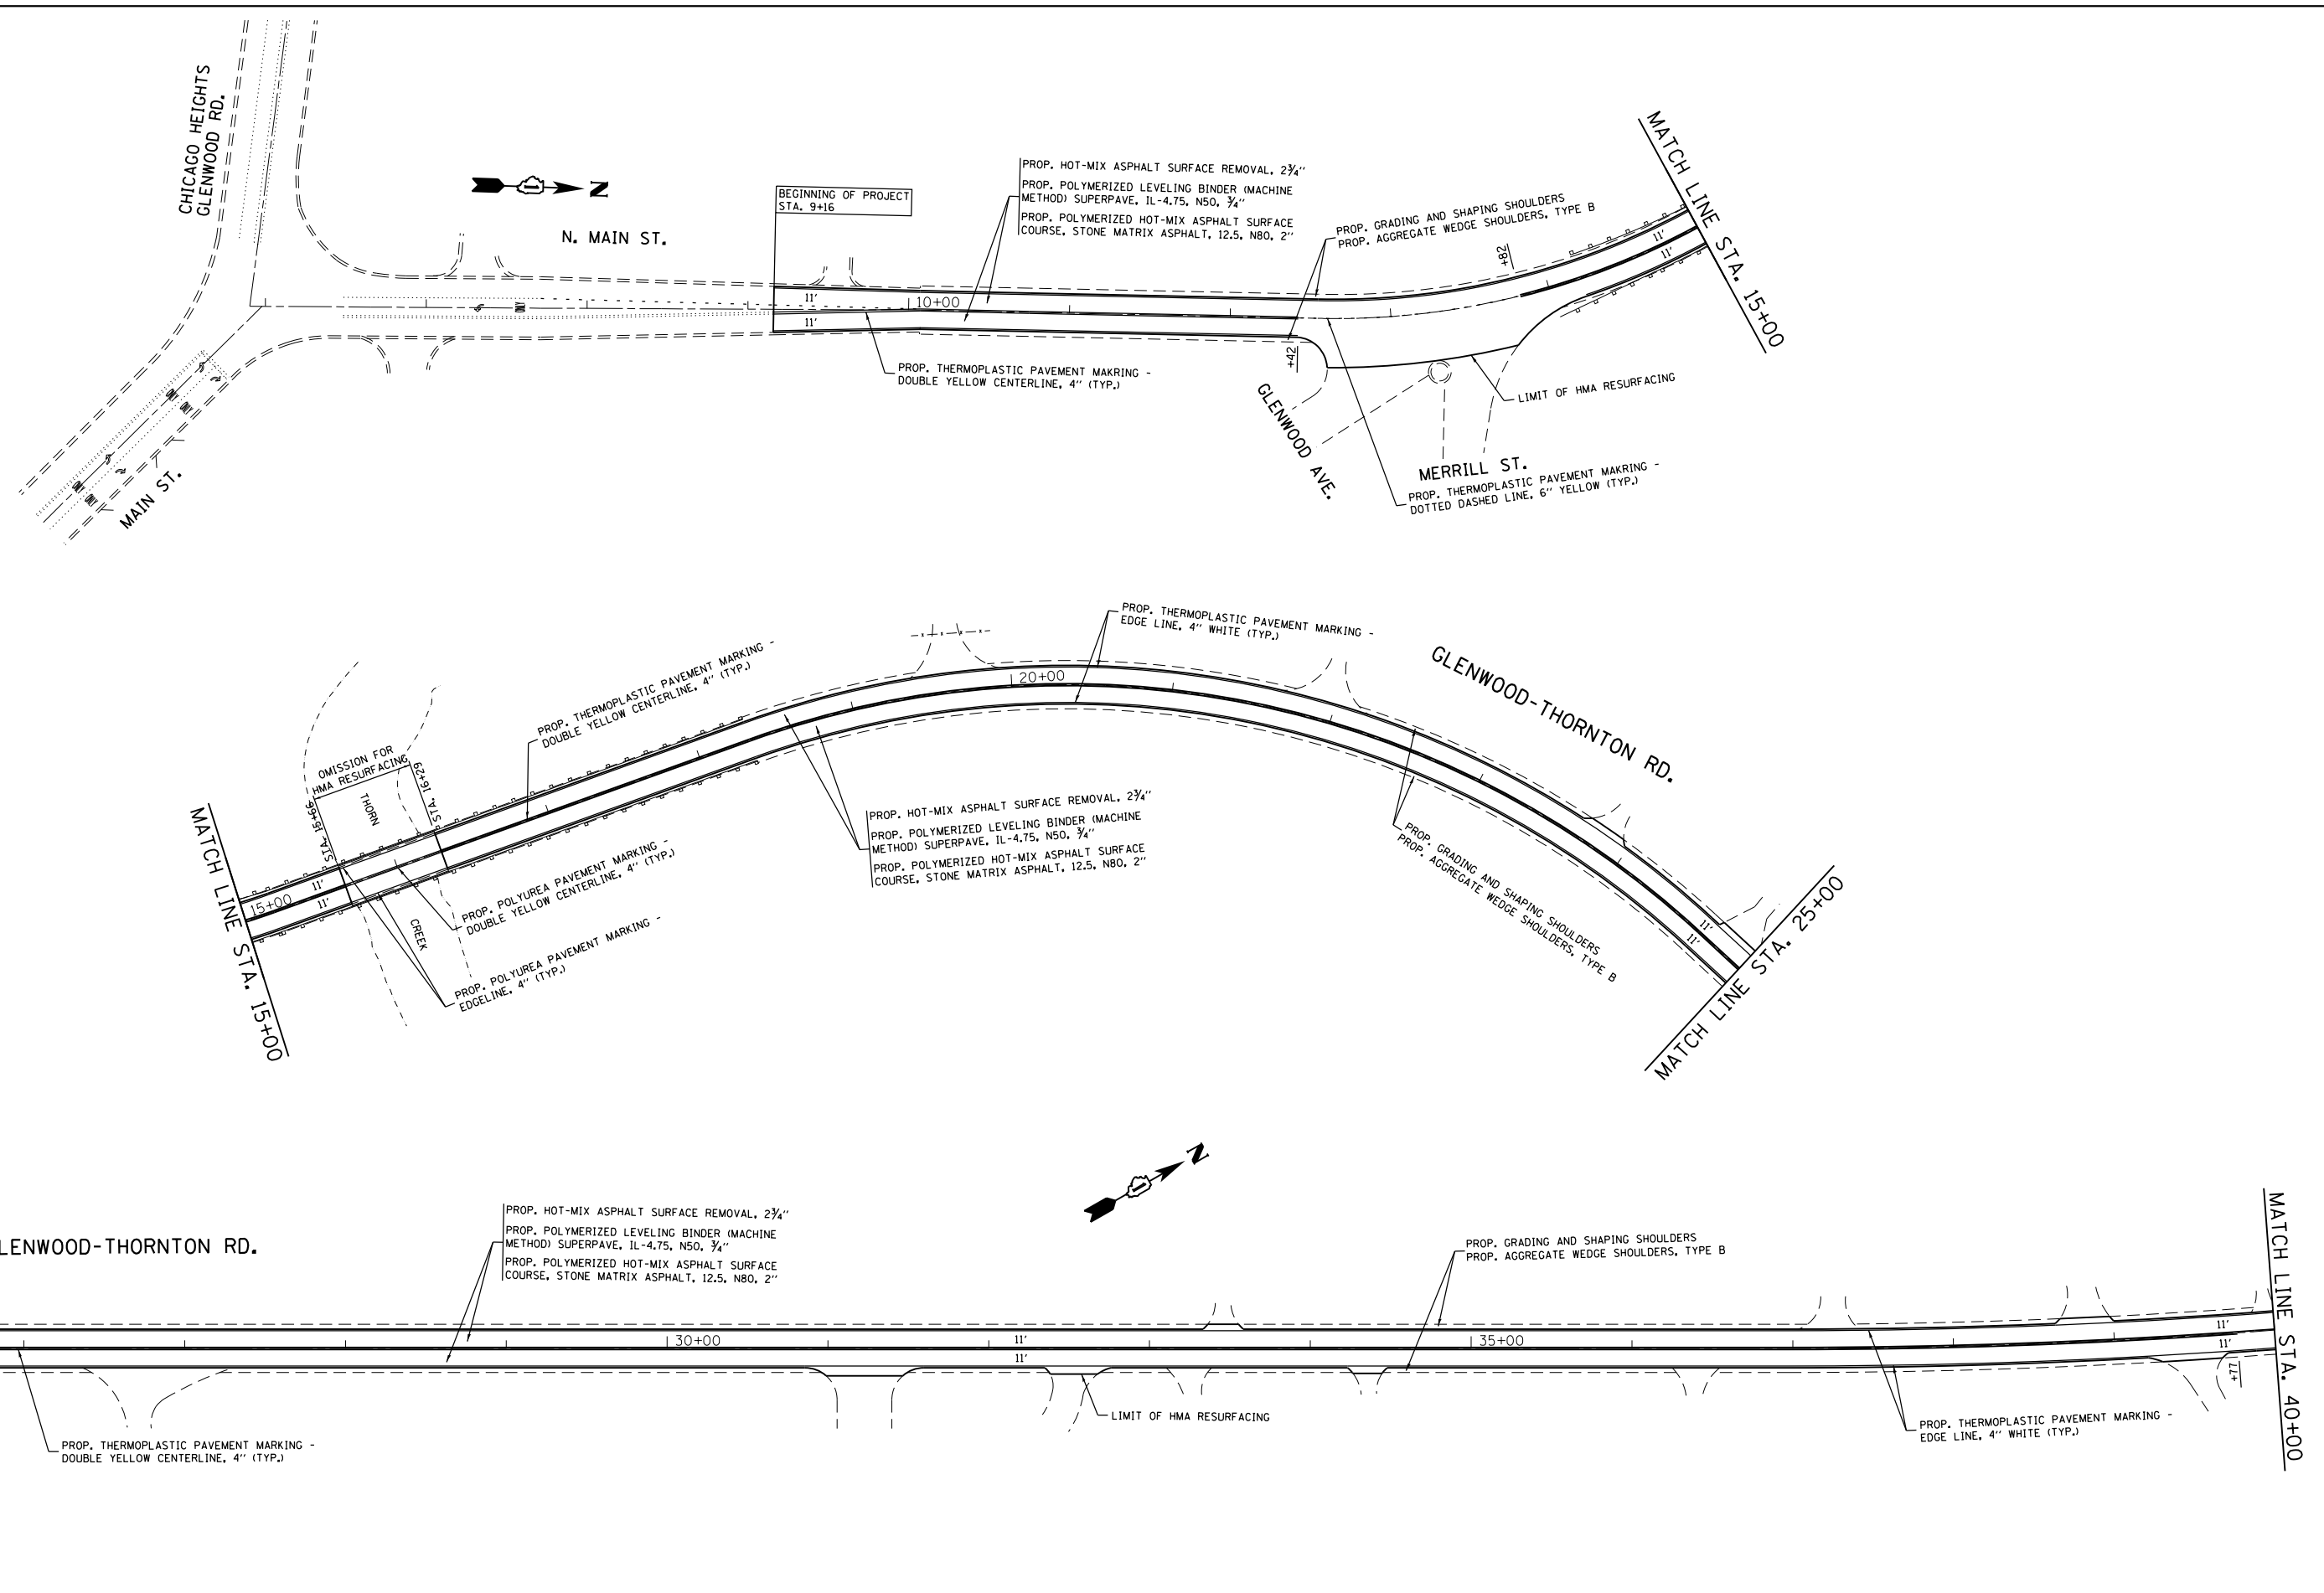 CHICAGO HEIGHTS
GLENWOOD RD.
N
N. MAIN ST.
MAIN ST.
ONLY
ONLY
ONLY
ONLY
ONLY
BEGINNING OF PROJECT
STA. 9+16
PROP. HOT-MIX ASPHALT SURFACE REMOVAL, 2¾"
PROP. POLYMERIZED LEVELING BINDER (MACHINE
METHOD) SUPERPAVE, IL-4.75, N50, ¾"
PROP. POLYMERIZED HOT-MIX ASPHALT SURFACE
COURSE, STONE MATRIX ASPHALT, 12.5, N80, 2"
PROP. GRADING AND SHAPING SHOULDERS
PROP. AGGREGATE WEDGE SHOULDERS, TYPE B
+82
11'
11'
MATCH LINE STA. 15+00
11'
11'
10+00
PROP. THERMOPLASTIC PAVEMENT MAKRING -
DOUBLE YELLOW CENTERLINE, 4" (TYP.)
+42
GLENWOOD AVE.
LIMIT OF HMA RESURFACING
MERRILL ST.
PROP. THERMOPLASTIC PAVEMENT MAKRING -
DOTTED DASHED LINE, 6" YELLOW (TYP.)
MATCH LINE STA. 15+00
15+00
11'
11'
OMISSION FOR
HMA RESURFACING
STA. 15+66
STA. 16+29
THORN
CREEK
PROP. THERMOPLASTIC PAVEMENT MARKING -
DOUBLE YELLOW CENTERLINE, 4" (TYP.)
PROP. POLYUREA PAVEMENT MARKING -
DOUBLE YELLOW CENTERLINE, 4" (TYP.)
PROP. POLYUREA PAVEMENT MARKING -
EDGELINE, 4" (TYP.)
PROP. HOT-MIX ASPHALT SURFACE REMOVAL, 2¾"
PROP. POLYMERIZED LEVELING BINDER (MACHINE
METHOD) SUPERPAVE, IL-4.75, N50, ¾"
PROP. POLYMERIZED HOT-MIX ASPHALT SURFACE
COURSE, STONE MATRIX ASPHALT, 12.5, N80, 2"
20+00
PROP. THERMOPLASTIC PAVEMENT MARKING -
EDGE LINE, 4" WHITE (TYP.)
GLENWOOD-THORNTON RD.
PROP. GRADING AND SHAPING SHOULDERS
PROP. AGGREGATE WEDGE SHOULDERS, TYPE B
11'
11'
MATCH LINE STA. 25+00
N
LENWOOD-THORNTON RD.
PROP. HOT-MIX ASPHALT SURFACE REMOVAL, 2¾"
PROP. POLYMERIZED LEVELING BINDER (MACHINE
METHOD) SUPERPAVE, IL-4.75, N50, ¾"
PROP. POLYMERIZED HOT-MIX ASPHALT SURFACE
COURSE, STONE MATRIX ASPHALT, 12.5, N80, 2"
PROP. GRADING AND SHAPING SHOULDERS
PROP. AGGREGATE WEDGE SHOULDERS, TYPE B
30+00
11'
11'
35+00
11'
11'
+77
MATCH LINE STA. 40+00
PROP. THERMOPLASTIC PAVEMENT MARKING -
DOUBLE YELLOW CENTERLINE, 4" (TYP.)
LIMIT OF HMA RESURFACING
PROP. THERMOPLASTIC PAVEMENT MARKING -
EDGE LINE, 4" WHITE (TYP.)